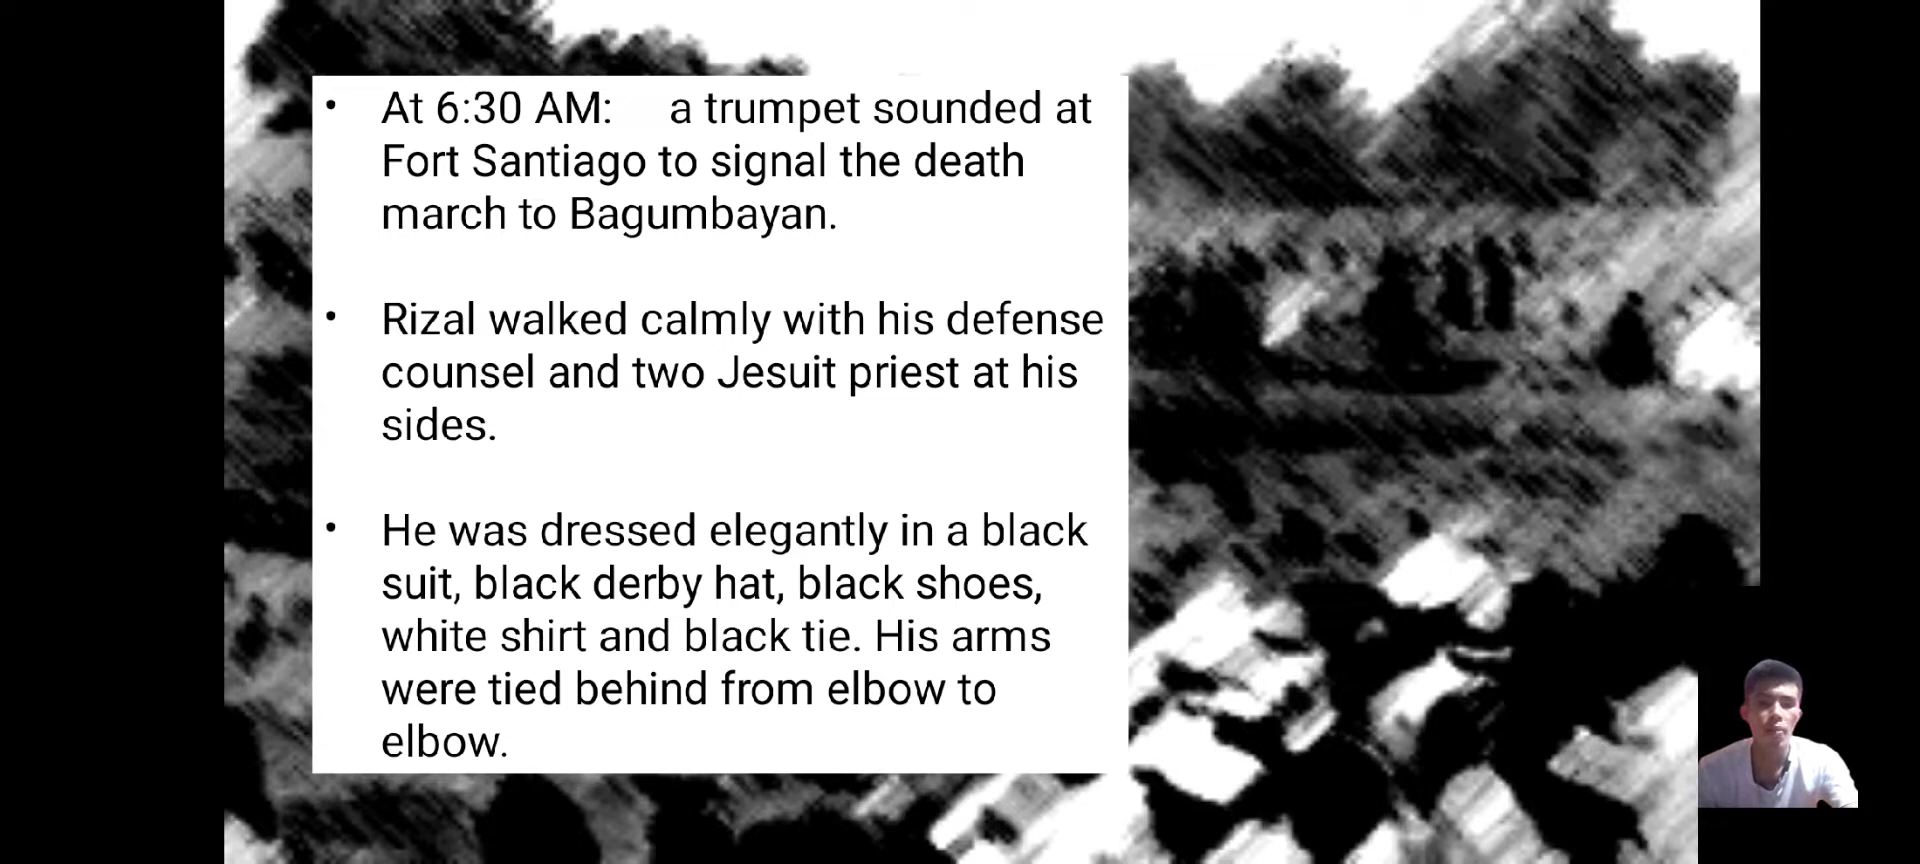 • At 6:30 AM: a trumpet sounded at
Fort Santiago to signal the death
march to Bagumbayan.
• Rizal walked calmly with his defense
counsel and two Jesuit priest at his
sides.
• He was dressed elegantly in a black
suit, black derby hat, black shoes,
white shirt and black tie. His arms
were tied behind from elbow to
elbow.